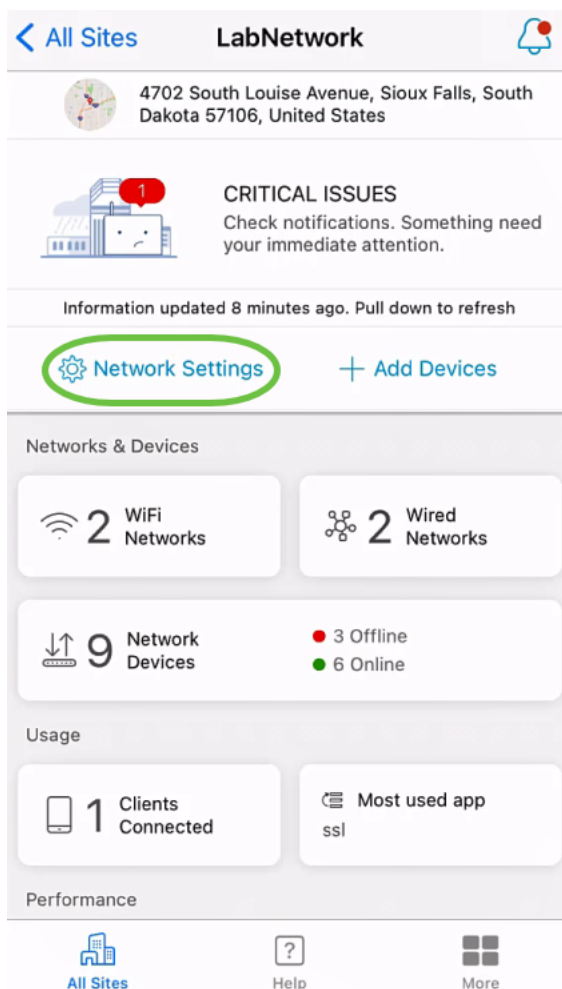 All Sites LabNetwork
4702 South Louise Avenue, Sioux Falls, South
Dakota 57106, United States
1
CRITICAL ISSUES
Check notifications. Something need
your immediate attention.
Information updated 8 minutes ago. Pull down to refresh
Network Settings
Add Devices
Networks & Devices
2 WiFi
Networks
2 Wired
Networks
9 Network
Devices
3 Offline
6 Online
Usage
1 Clients
Connected
Most used app
ssl
Performance
All Sites
? Help
More